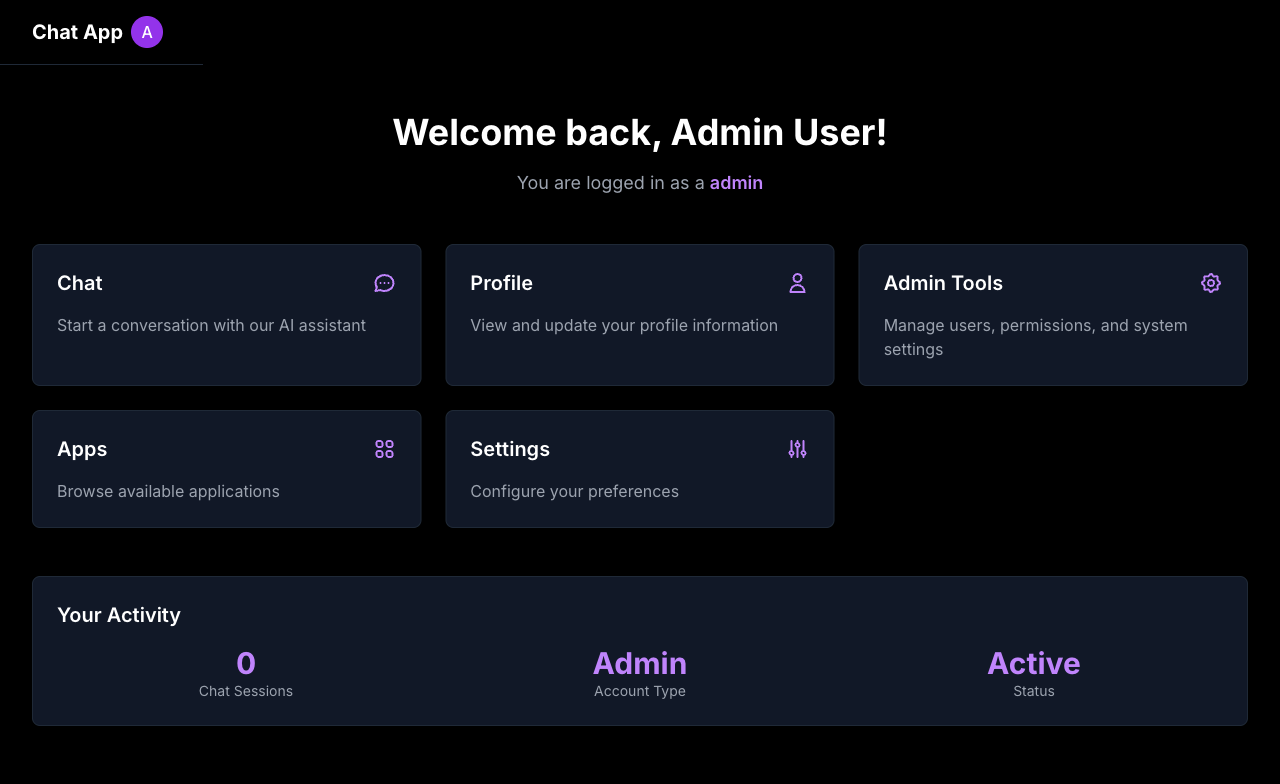 Chat App A
Welcome back, Admin User!
You are logged in as a admin
Chat
Start a conversation with our AI assistant
Profile
View and update your profile information
Admin Tools
Manage users, permissions, and system
settings
Apps
Browse available applications
Settings
Configure your preferences
Your Activity
0
Chat Sessions
Admin
Account Type
Active
Status